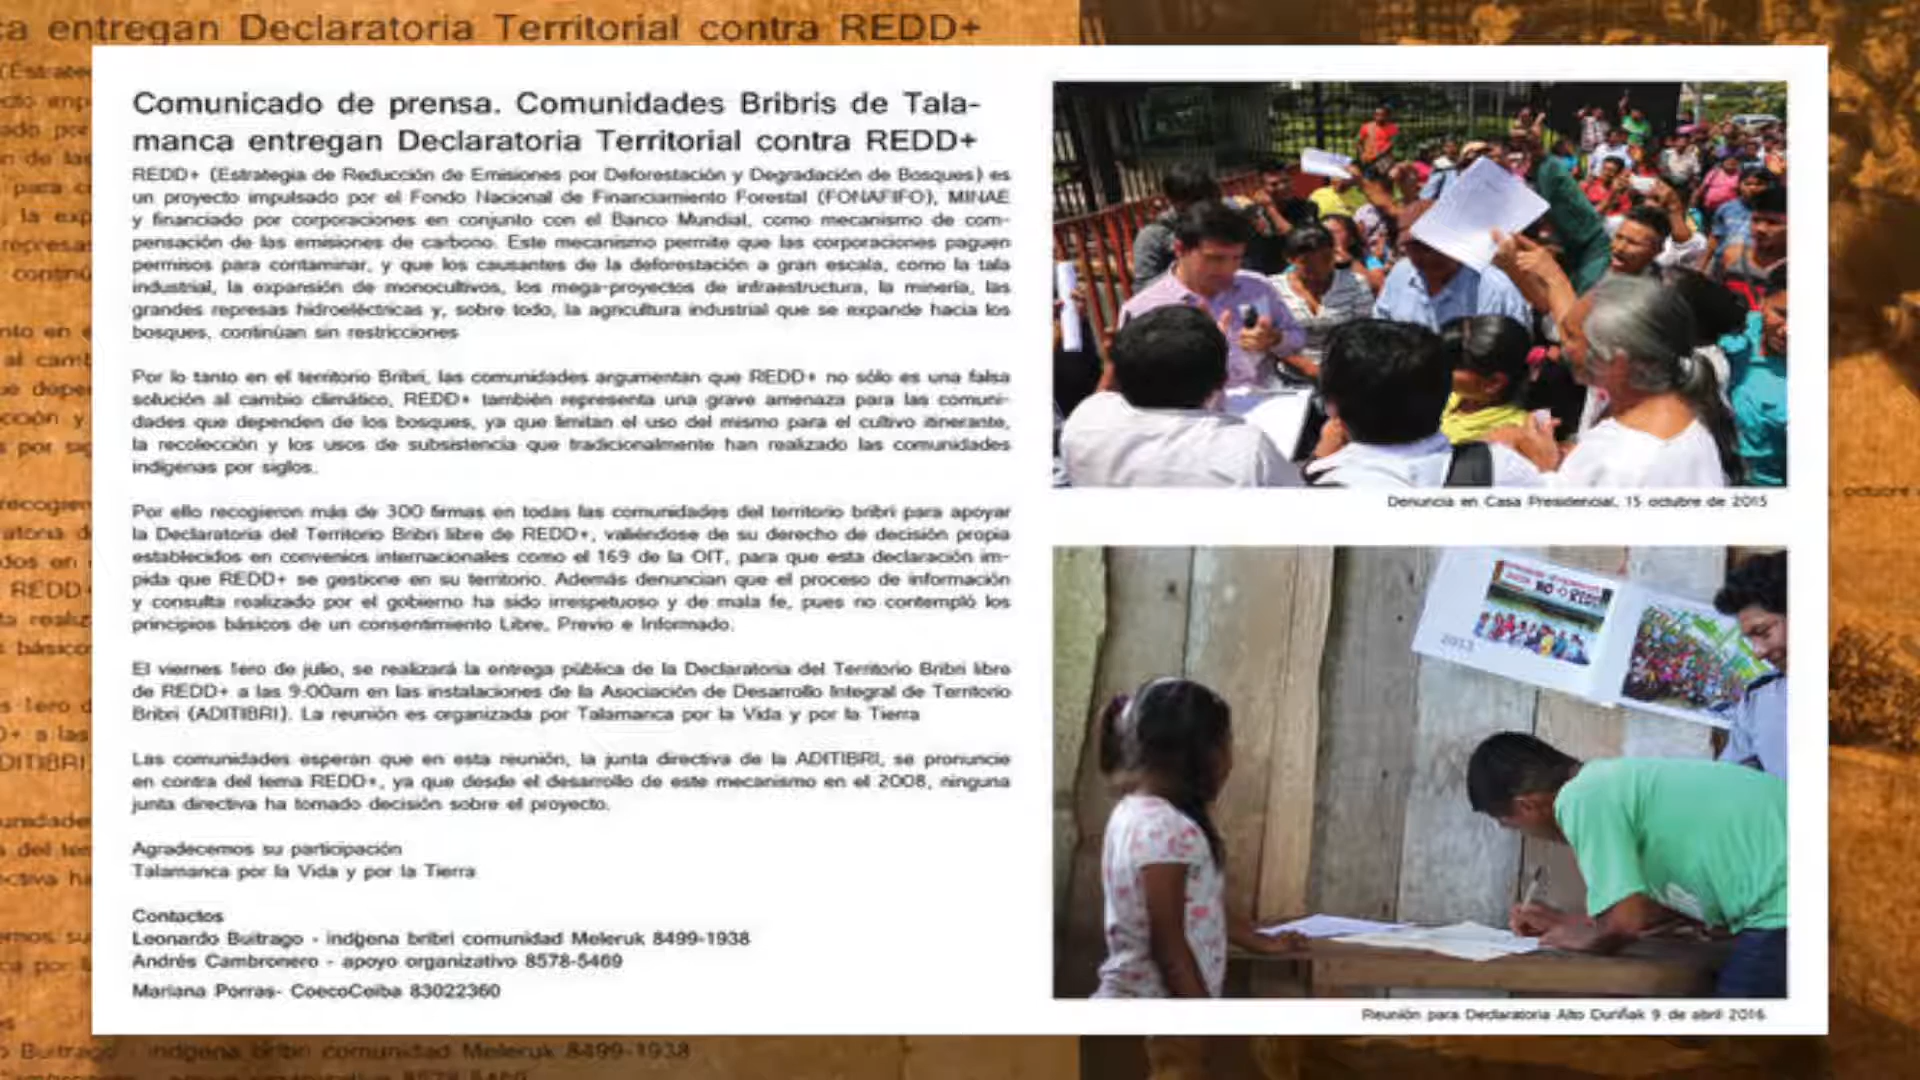 Comunicado de prensa. Comunidades Bribris de Tala-
manca entregan Declaratoria Territorial contra REDD+
REDD+ (Estrategia de Reducción de Emisiones por Deforestación y Degradación de Bosques) es
un proyecto impulsado por el Fondo Nacional de Financiamiento Forestal (FONAFIFO), MINAE
y financiado por corporaciones en conjunto con el Banco Mundial, como mecanismo de com-
pensación de las emisiones de carbono. Este mecanismo permite que las corporaciones paguen
permisos para contaminar, y que los causantes de la deforestación a gran escala, como la tala
industrial, la expansión de monocultivos, los mega-proyectos de infraestructura, la minería, las
grandes represas hidroeléctricas y, sobre todo, la agricultura industrial que se expande hacia los
bosques, continúan sin restricciones
Por lo tanto en el territorio Bribri, las comunidades argumentan que REDD+ no sólo es una falsa
solución al cambio climático, REDD+ también representa una grave amenaza para las comuni-
dades que dependen de los bosques, ya que limitan el uso del mismo para el cultivo itinerante,
la recolección y los usos de subsistencia que tradicionalmente han realizado las comunidades
indígenas por siglos.
Por ello recogieron más de 300 firmas en todas las comunidades del territorio bribri para apoyar
la Declaratoria del Territorio Bribri libre de REDD+, valiéndose de su derecho de decisión propia
establecidos en convenios internacionales como el 169 de la OIT, para que esta declaración im-
pida que REDD+ se gestione en su territorio. Además denuncian que el proceso de información
y consulta realizado por el gobierno ha sido irrespetuoso y de mala fe, pues no contempló los
principios básicos de un consentimiento Libre, Previo e Informado.
El viernes 1ero de julio, se realizará la entrega pública de la Declaratoria del Territorio Bribri libre
de REDD+ a las 9:00am en las instalaciones de la Asociación de Desarrollo Integral de Territorio
Bribri (ADITIBRI). La reunión es organizada por Talamanca por la Vida y por la Tierra
Las comunidades esperan que en esta reunión, la junta directiva de la ADITIBRI, se pronuncie
en contra del tema REDD+, ya que desde el desarrollo de este mecanismo en el 2008, ninguna
junta directiva ha tomado decisión sobre el proyecto.
Agradecemos su participación
Talamanca por la Vida y por la Tierra
Contactos
Leonardo Buitrago - indgena bribri comunidad Meleruk 8499-1938
Andrés Cambronero - apoyo organizativo 8578-5469
Mariana Porras- CoecoCeiba 83022360
Denuncia en Casa Presidencial, 15 octubre de 2015
2013
Reunión para Declaratoria Alto Duriñak 9 de abril 2016